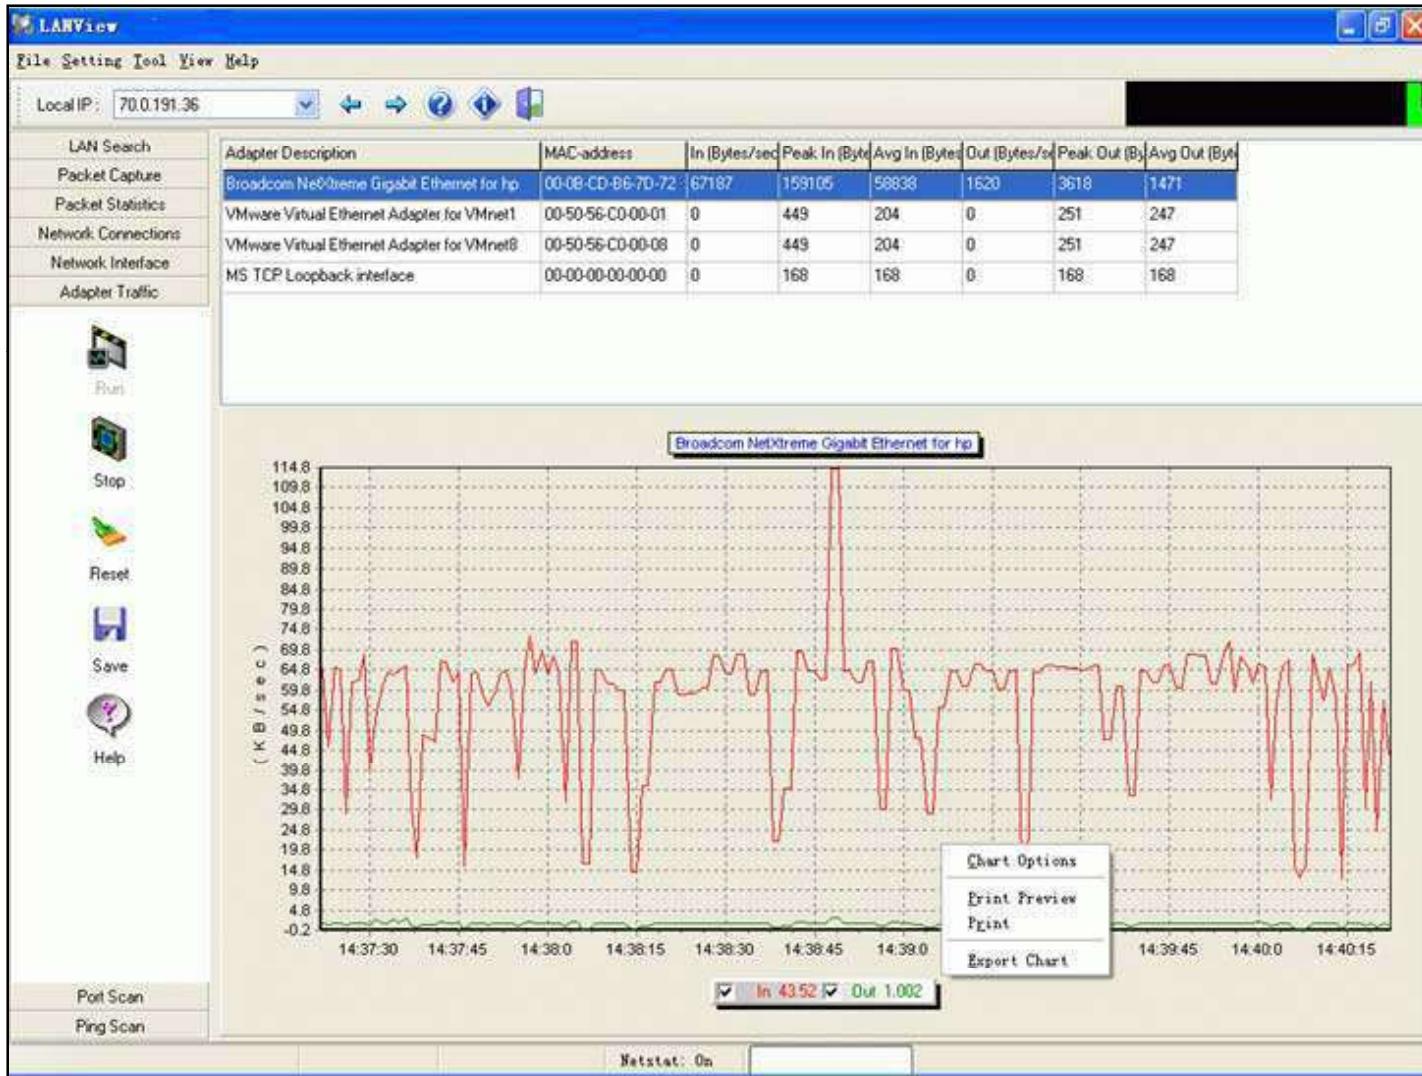 LANView
File Setting Tool View Help
Local IP: 70.0.191.36
LAN Search
Packet Capture
Packet Statistics
Network Connections
Network Interface
Adapter Traffic
Run
Stop
Reset
Save
Help
Port Scan
Ping Scan
Adapter Description MAC-address In (Bytes/sec Peak In (Byte Avg In (Bytes Out (Bytes/s Peak Out (By Avg Out (Byt
Broadcom NetXtreme Gigabit Ethernet for hp 00-0B-CD-B6-7D-72 67187 159105 58838 1620 3618 1471
VMware Virtual Ethernet Adapter for VMnet1 00-50-56-C0-00-01 0 449 204 0 251 247
VMware Virtual Ethernet Adapter for VMnet8 00-50-56-C0-00-08 0 449 204 0 251 247
MS TCP Loopback interface 00-00-00-00-00-00 0 168 168 0 168 168
Broadcom NetXtreme Gigabit Ethernet for hp
114.8
109.8
104.8
99.8
94.8
89.8
84.8
79.8
74.8
69.8
64.8
59.8
54.8
49.8
44.8
39.8
34.8
29.8
24.8
19.8
14.8
9.8
4.8
-0.2
(KB/sec)
14:37:30 14:37:45 14:38:0 14:38:15 14:38:30 14:38:45 14:39:0 14:39:45 14:40:0 14:40:15
Chart Options
Print Preview
Print
Export Chart
In 43.52 Out 1.002
Netstat: On